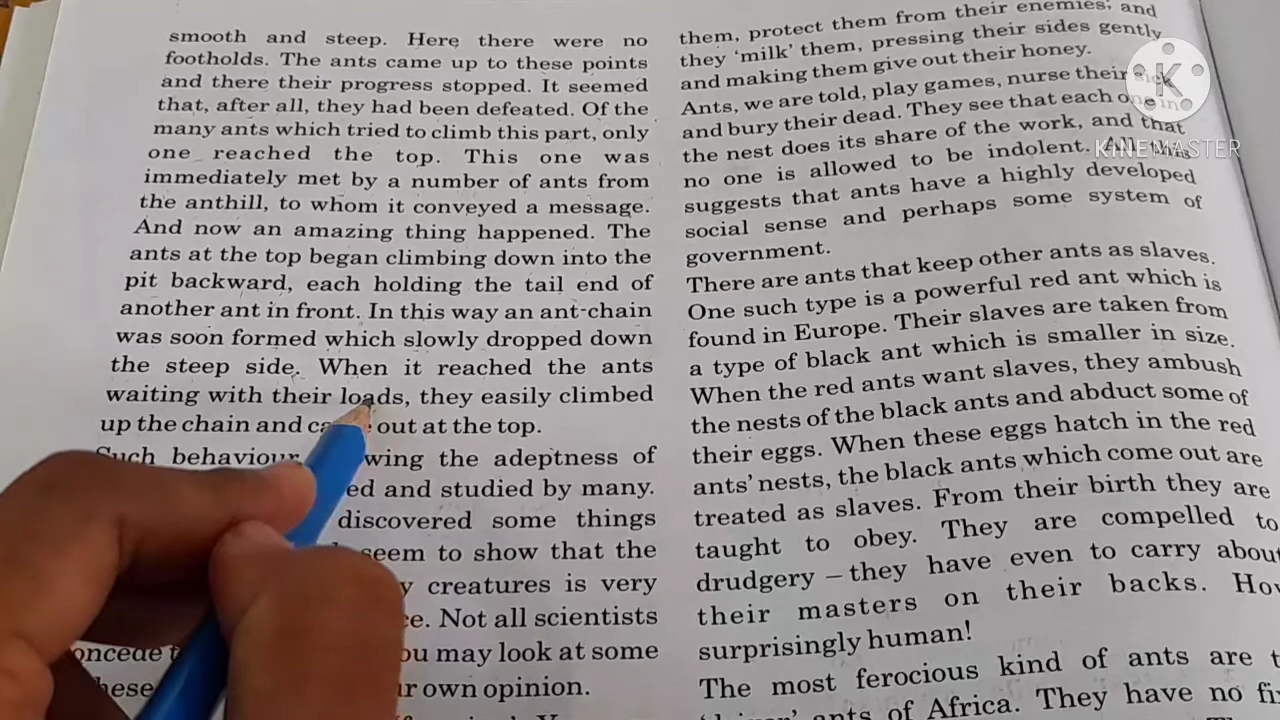 smooth and steep. Here there were no
footholds. The ants came up to these points
and there their progress stopped. It seemed
that, after all, they had been defeated. Of the
many ants which tried to climb this part, only
one reached the top. This one was
immediately met by a number of ants from
the anthill, to whom it conveyed a message.
And now an amazing thing happened. The
ants at the top began climbing down into the
pit backward, each holding the tail end of
another ant in front. In this way an ant-chain
was soon formed which slowly dropped down
the steep side. When it reached the ants
waiting with their loads, they easily climbed
up the chain and out at the top.
Such behaviour the adeptness of
and studied by many.
discovered some things
seem to show that the
creatures is very
Not all scientists
may look at some
own opinion.
them, protect them from their enemies; and
they 'milk' them, pressing their sides gently
and making them give out their honey.
Ants, we are told, play games, nurse their
and bury their dead. They see that each one in
the nest does its share of the work, and that
no one is allowed to be indolent. All this
suggests that ants have a highly developed
social sense and perhaps some system of
government.
There are ants that keep other ants as slaves.
One such type is a powerful red ant which is
found in Europe. Their slaves are taken from
a type of black ant which is smaller in size.
When the red ants want slaves, they ambush
the nests of the black ants and abduct some of
their eggs. When these eggs hatch in the red
ants' nests, the black ants which come out are
treated as slaves. From their birth they are
taught to obey. They are compelled to
drudgery – they have even to carry about
their masters on their backs. How
surprisingly human!
The most ferocious kind of ants are
ants of Africa. They have no
K
KINEMASTER